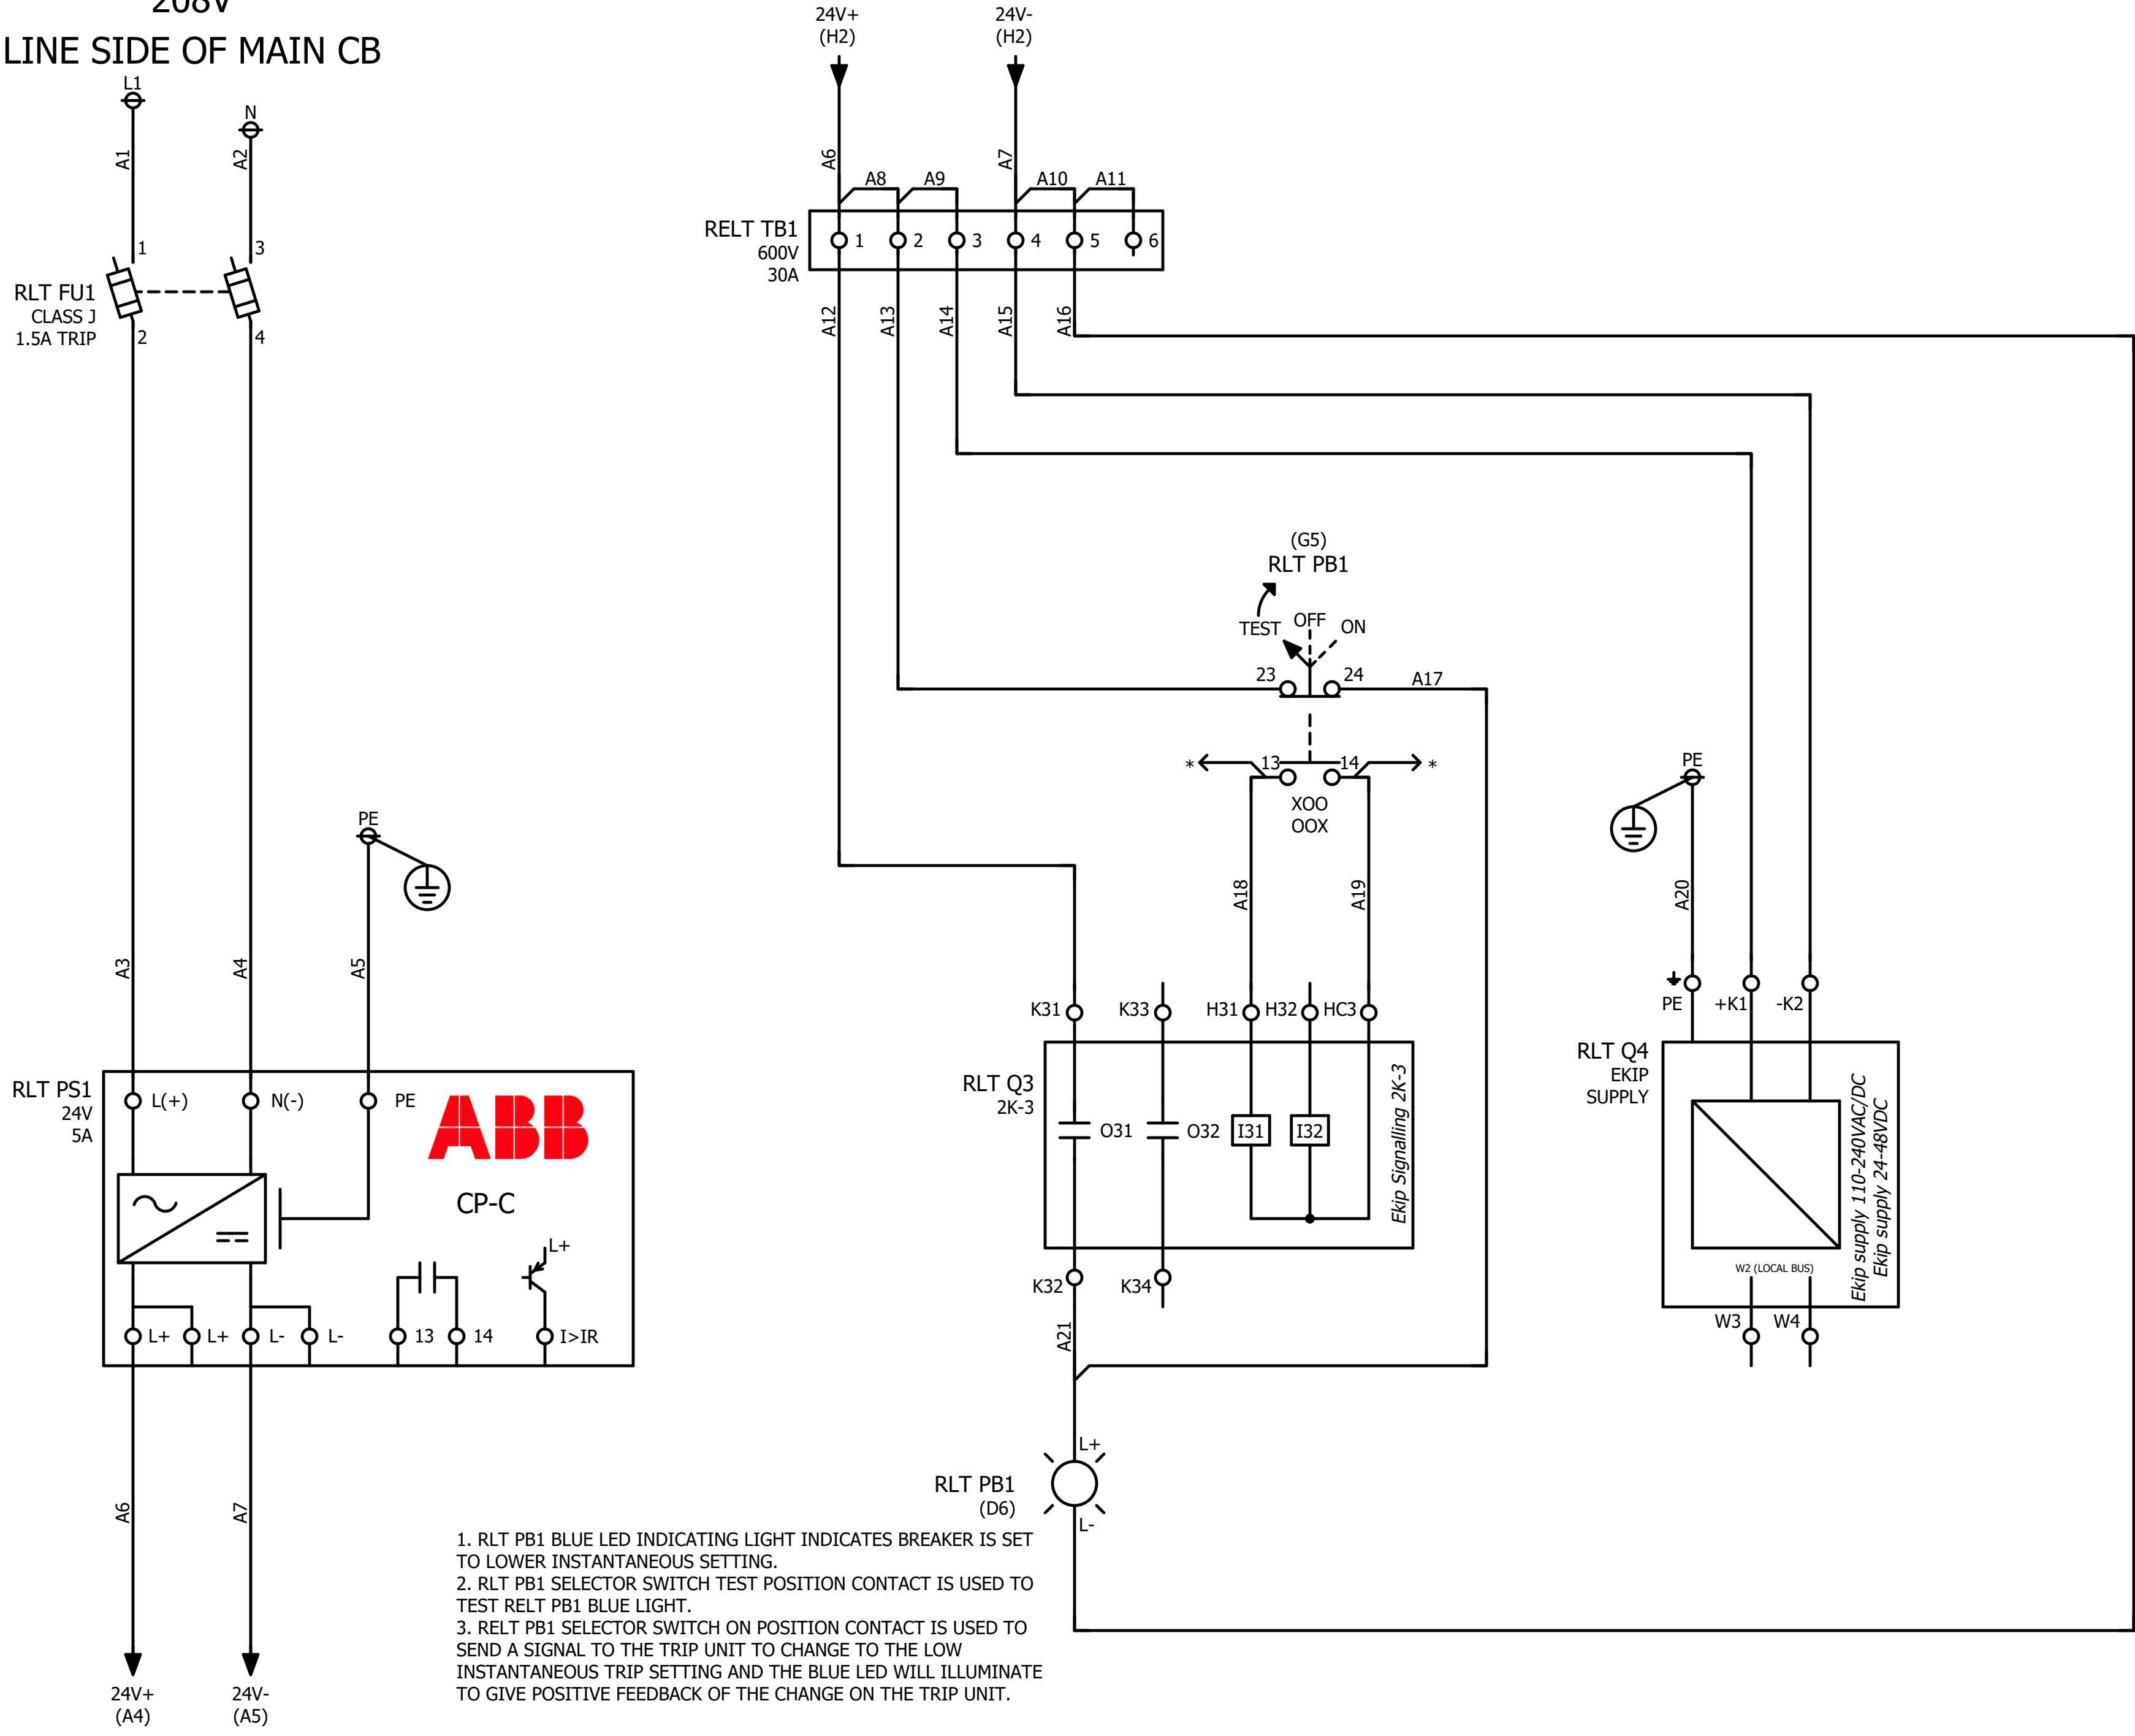 208V
LINE SIDE OF MAIN CB
L1
N
A1
A2
1
3
RLT FU1
CLASS J
1.5A TRIP
2
4
A3
A4
A5
PE
RLT PS1
24V
5A
L(+)
N(-)
PE
ABB
CP-C
L+
L+
L+
L-
L-
13
14
I>IR
A6
A7
24V+
(A4)
24V-
(A5)
24V+
(H2)
24V-
(H2)
A6
A7
A8
A9
A10
A11
RELT TB1
600V
30A
1
2
3
4
5
6
A12
A13
A14
A15
A16
(G5)
RLT PB1
TEST
OFF
ON
23
24
A17
*
13
14
*
XOO
OOX
A18
A19
K31
K33
H31
H32
HC3
RLT Q3
2K-3
O31
O32
I31
I32
Ekip Signalling 2K-3
K32
K34
A21
L+
RLT PB1
(D6)
L-
PE
A20
PE
+K1
-K2
RLT Q4
EKIP
SUPPLY
Ekip supply 110-240VAC/DC
Ekip supply 24-48VDC
W2 (LOCAL BUS)
W3
W4
1. RLT PB1 BLUE LED INDICATING LIGHT INDICATES BREAKER IS SET
TO LOWER INSTANTANEOUS SETTING.
2. RLT PB1 SELECTOR SWITCH TEST POSITION CONTACT IS USED TO
TEST RELT PB1 BLUE LIGHT.
3. RELT PB1 SELECTOR SWITCH ON POSITION CONTACT IS USED TO
SEND A SIGNAL TO THE TRIP UNIT TO CHANGE TO THE LOW
INSTANTANEOUS TRIP SETTING AND THE BLUE LED WILL ILLUMINATE
TO GIVE POSITIVE FEEDBACK OF THE CHANGE ON THE TRIP UNIT.